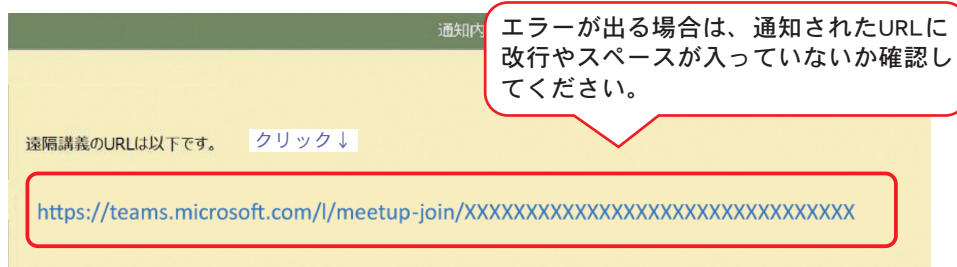 通知内
エラーが出る場合は、通知されたURLに
改行やスペースが入っていないか確認し
てください。
遠隔講義のURLは以下です。 クリック↓
https://teams.microsoft.com/l/meetup-join/XXXXXXXXXXXXXXXXXXXXXXXXXXXXXXXX